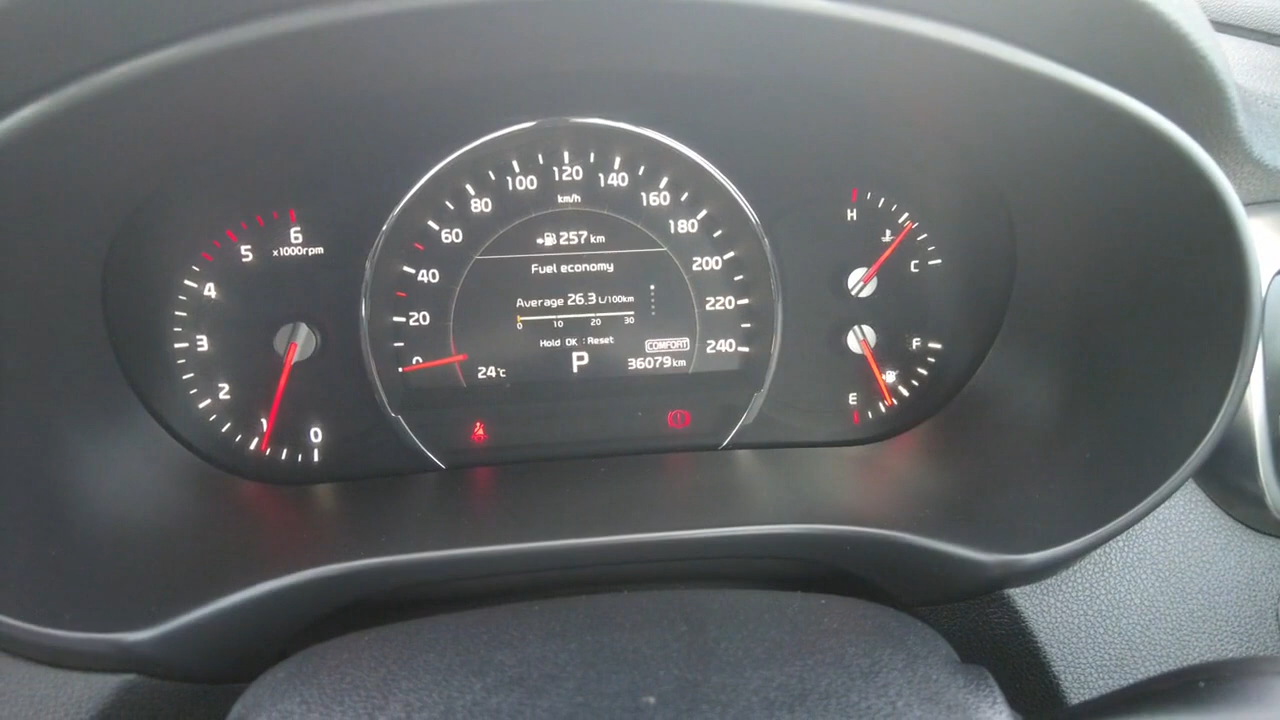 6
x1000rpm
5
4
3
2
1
0
120
100
140
km/h
80
160
60
180
40
200
20
220
0
240
257 km
Fuel economy
Average 26.3 L/100km
0 10 20 30
Hold OK : Reset
COMFORT
P
24°C
36079 km
H
C
F
E